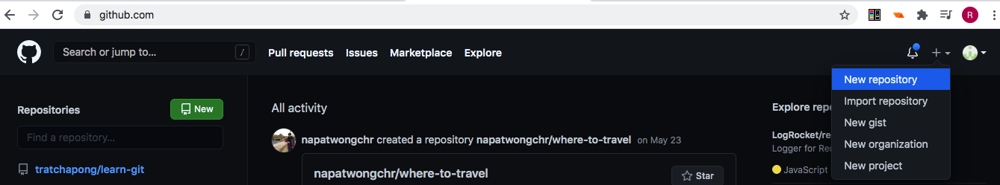 github.com
R
Search or jump to...
/
Pull requests
Issues
Marketplace
Explore
New repository
Import repository
New gist
New organization
New project
Repositories
New
Find a repository...
tratchapong/learn-git
All activity
napatwongchr created a repository napatwongchr/where-to-travel on May 23
napatwongchr/where-to-travel
Star
Explore repo
LogRocket/re
Logger for Red
JavaScript